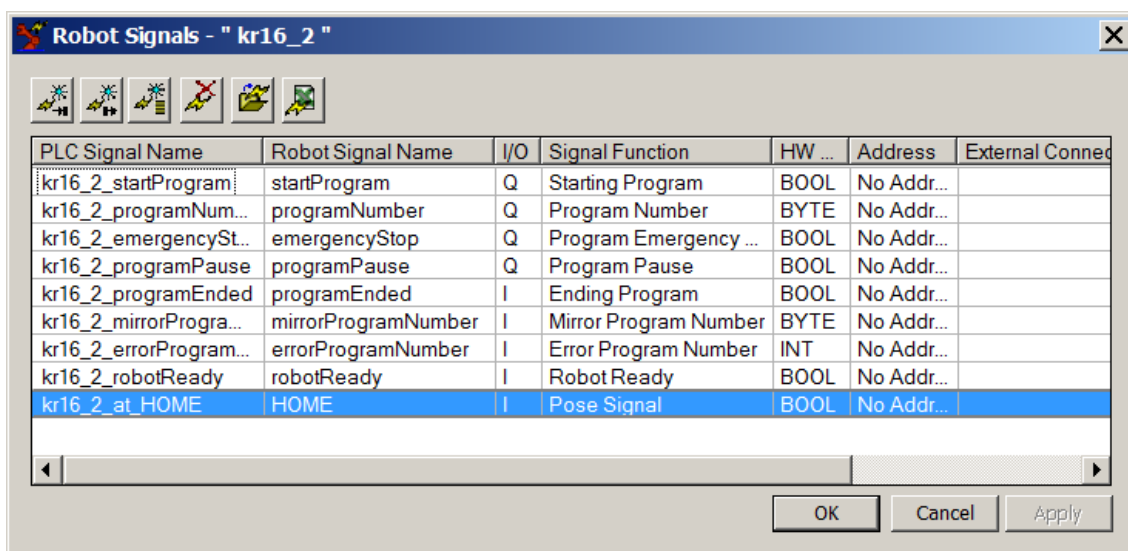 Robot Signals - " kr16_2 "
PLC Signal Name Robot Signal Name I/O Signal Function HW ... Address External Connec
kr16_2_startProgram startProgram Q Starting Program BOOL No Addr...
kr16_2_programNum... programNumber Q Program Number BYTE No Addr...
kr16_2_emergencySt... emergencyStop Q Program Emergency ... BOOL No Addr...
kr16_2_programPause programPause Q Program Pause BOOL No Addr...
kr16_2_programEnded programEnded I Ending Program BOOL No Addr...
kr16_2_mirrorProgra... mirrorProgramNumber I Mirror Program Number BYTE No Addr...
kr16_2_errorProgram... errorProgramNumber I Error Program Number INT No Addr...
kr16_2_robotReady robotReady I Robot Ready BOOL No Addr...
kr16_2_at_HOME HOME I Pose Signal BOOL No Addr...
OK Cancel Apply